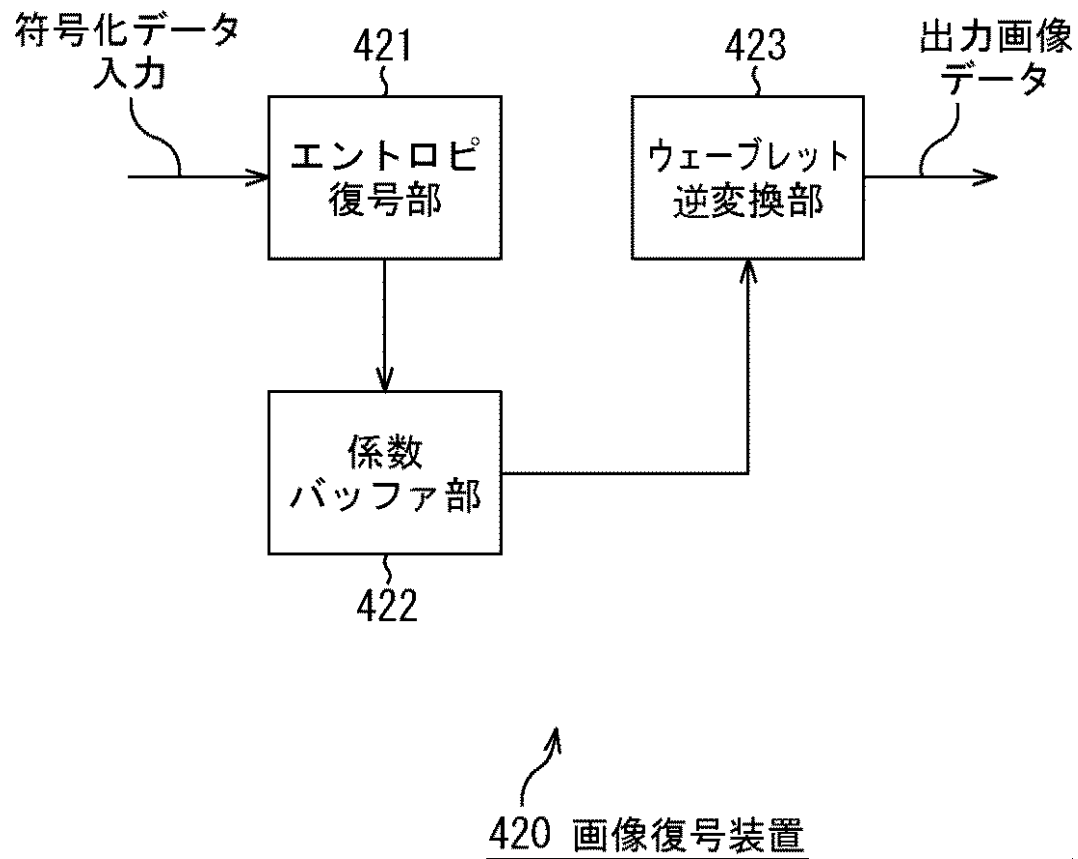 符号化データ
入力
421
エントロピ
復号部
423
ウェーブレット
逆変換部
出力画像
データ
係数
バッファ部
422
420 画像復号装置